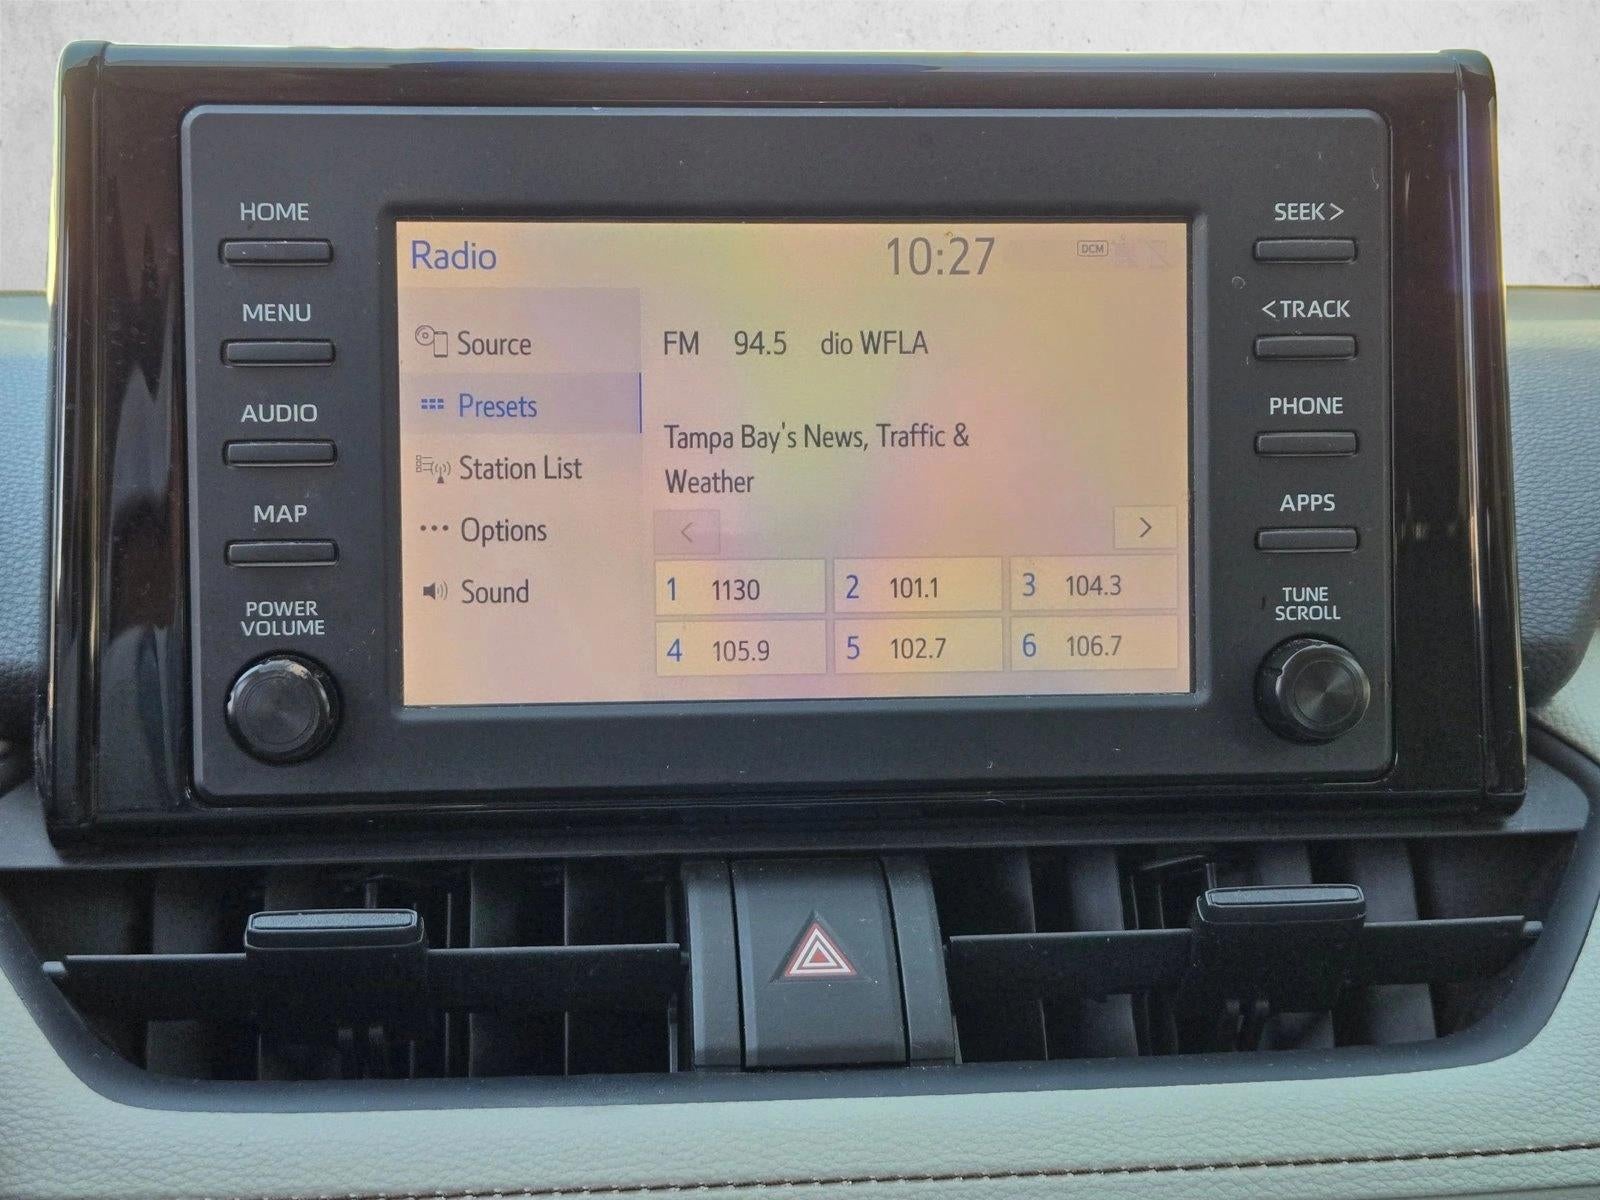 HOME
MENU
AUDIO
MAP
POWER
VOLUME
Radio
10:27
DCM
Source
Presets
Station List
Options
Sound
FM 94.5 dio WFLA
Tampa Bay's News, Traffic &
Weather
< >
1 1130 2 101.1 3 104.3
4 105.9 5 102.7 6 106.7
SEEK >
< TRACK
PHONE
APPS
TUNE
SCROLL